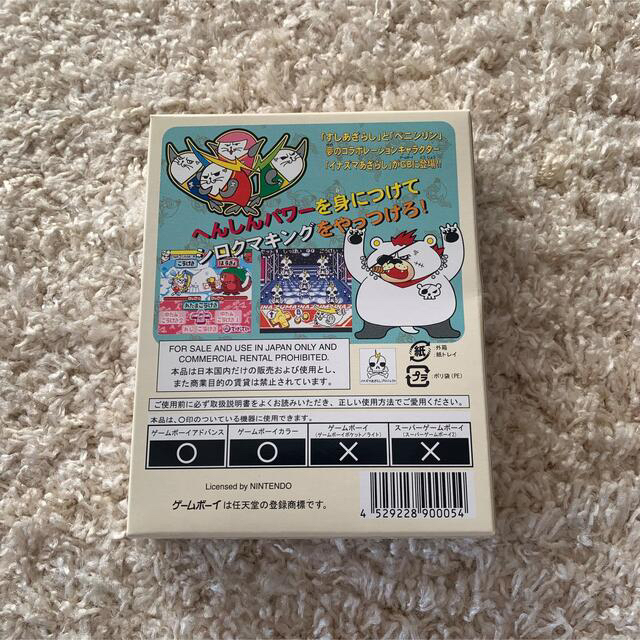 「すしあざらし」と「ペニンリン」
夢のコラボレーションキャラクター
「イナズマあざらし」がGBに登場!!
へんしんパワーを身につけて
シロクマキングをやっつけろ!
FOR SALE AND USE IN JAPAN ONLY AND
COMMERCIAL RENTAL PROHIBITED.
本品は日本国内だけの販売および使用とし、
また商業目的の賃貸は禁止されています。
紙
:外箱
:紙トレイ
プラ
:ポリ袋(PE)
ご使用前に必ず取扱説明書をよくお読みいただき、正しい使用方法でご愛用ください。
本品は、○印のついている機器に使用できます。
ゲームボーイアドバンス
ゲームボーイカラー
ゲームボーイ
(ゲームボーイポケット/ライト)
スーパーゲームボーイ
(スーパーゲームボーイ2)
○ ○ × ×
Licensed by NINTENDO
ゲームボーイは任天堂の登録商標です。
4 529228 900054